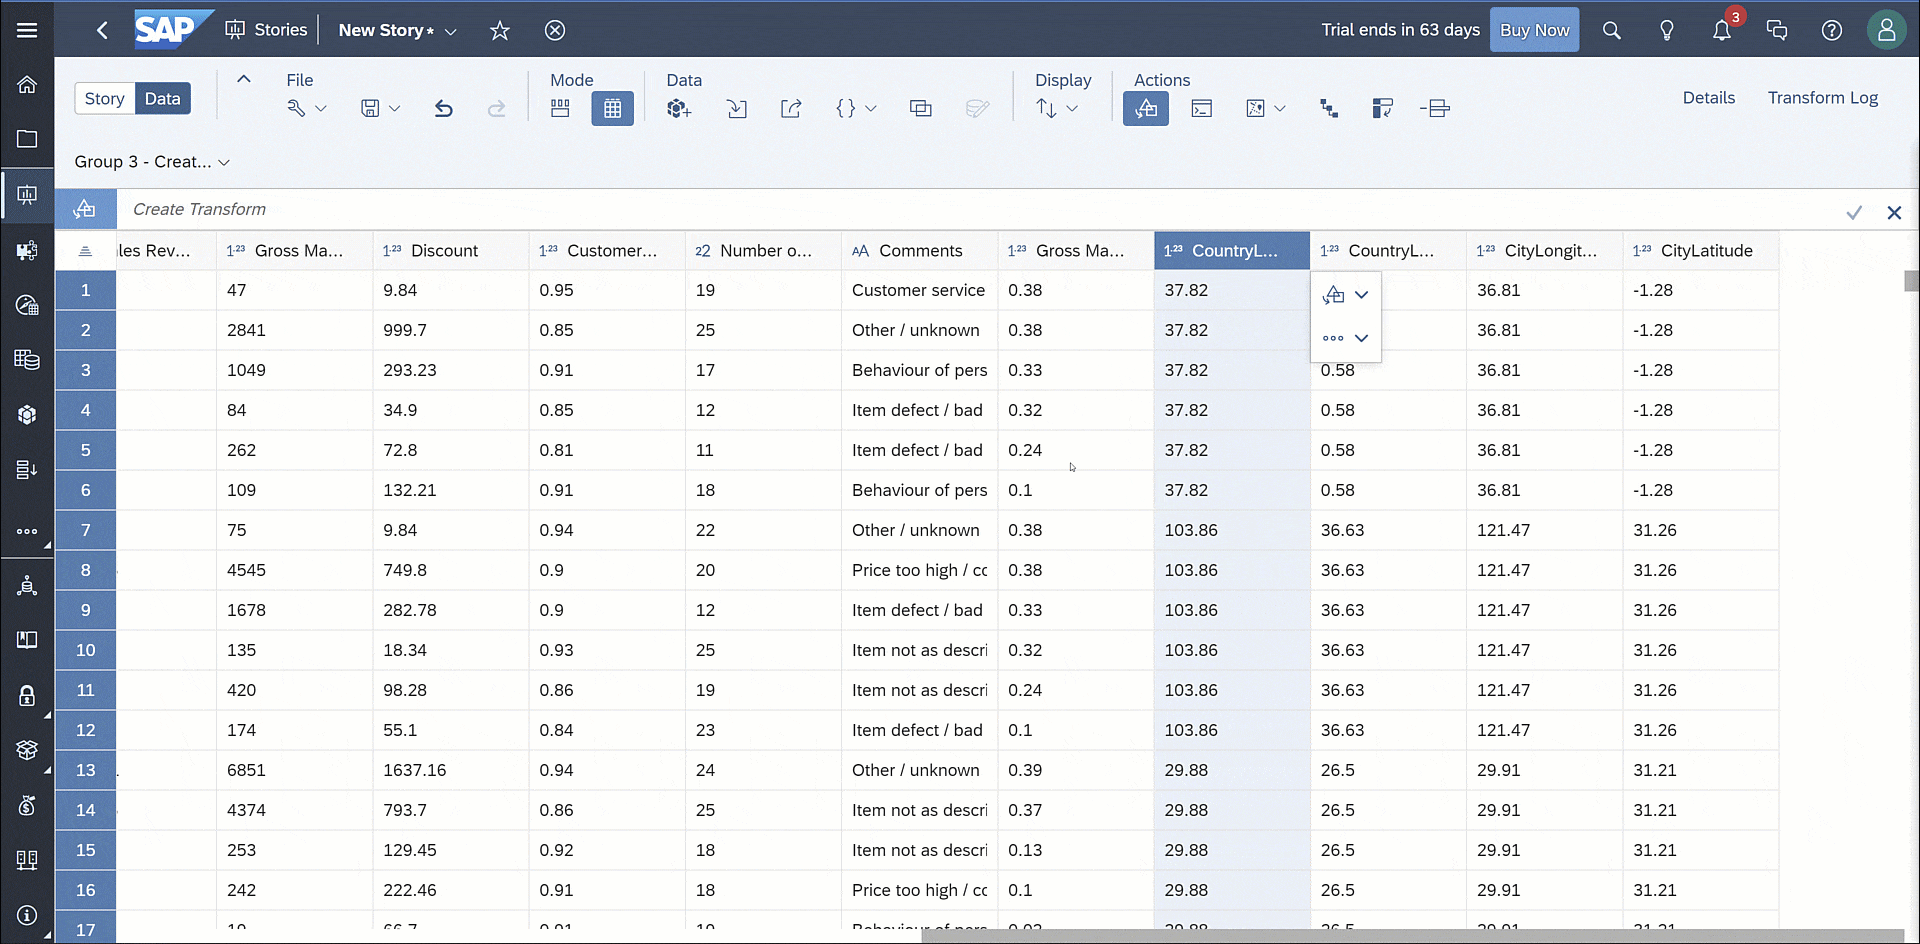 SAP Stories New Story* Trial ends in 63 days Buy Now 3
File Mode Data Display Actions
Story Data Details Transform Log
Group 3 - Creat...
Create Transform
les Rev... 1.23 Gross Ma... 1.23 Discount 1.23 Customer... 22 Number o... AA Comments 1.23 Gross Ma... 1.23 CountryL... 1.23 CountryL... 1.23 CityLongit... 1.23 CityLatitude
1 47 9.84 0.95 19 Customer service 0.38 37.82 36.81 -1.28
2 2841 999.7 0.85 25 Other / unknown 0.38 37.82 36.81 -1.28
3 1049 293.23 0.91 17 Behaviour of pers 0.33 37.82 0.58 36.81 -1.28
4 84 34.9 0.85 12 Item defect / bad 0.32 37.82 0.58 36.81 -1.28
5 262 72.8 0.81 11 Item defect / bad 0.24 37.82 0.58 36.81 -1.28
6 109 132.21 0.91 18 Behaviour of pers 0.1 37.82 0.58 36.81 -1.28
7 75 9.84 0.94 22 Other / unknown 0.38 103.86 36.63 121.47 31.26
8 4545 749.8 0.9 20 Price too high / cc 0.38 103.86 36.63 121.47 31.26
9 1678 282.78 0.9 12 Item defect / bad 0.33 103.86 36.63 121.47 31.26
10 135 18.34 0.93 25 Item not as descri 0.32 103.86 36.63 121.47 31.26
11 420 98.28 0.86 19 Item not as descri 0.24 103.86 36.63 121.47 31.26
12 174 55.1 0.84 23 Item defect / bad 0.1 103.86 36.63 121.47 31.26
13 6851 1637.16 0.94 24 Other / unknown 0.39 29.88 26.5 29.91 31.21
14 4374 793.7 0.86 25 Item not as descri 0.37 29.88 26.5 29.91 31.21
15 253 129.45 0.92 18 Item not as descri 0.13 29.88 26.5 29.91 31.21
16 242 222.46 0.91 18 Price too high / cc 0.1 29.88 26.5 29.91 31.21
17